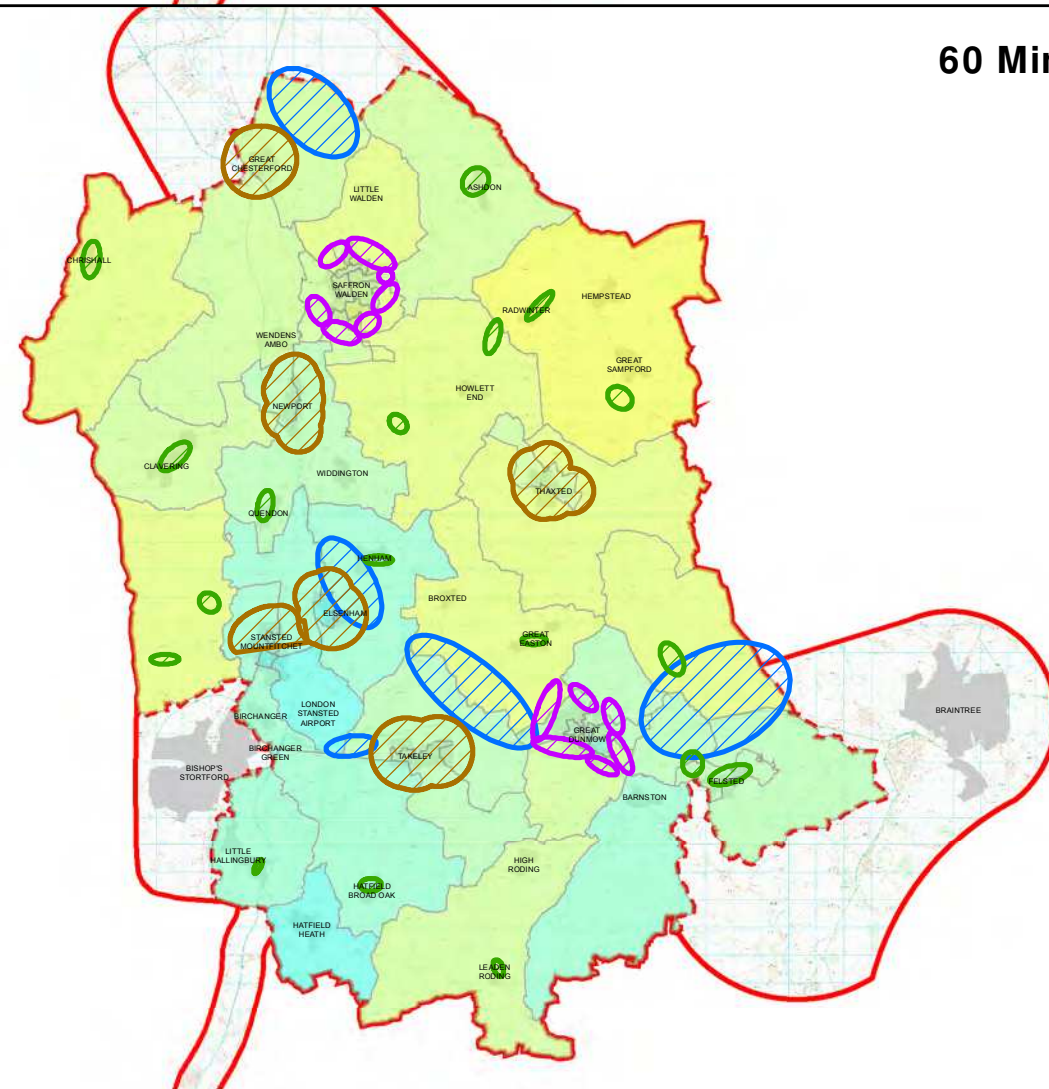 60 Min
GREAT
CHESTERFORD
LITTLE
WALDEN
ASHDON
CHRISHALL
SAFFRON
WALDEN
HEMPSTEAD
RADWINTER
WENDENS
AMBO
GREAT
SAMPFORD
HOWLETT
END
NEWPORT
CLAVERING
WIDDINGTON
THAXTED
QUENDON
HENHAM
BROXTED
ELSENHAM
STANSTED
MOUNTFITCHET
GREAT
EASTON
LONDON
STANSTED
AIRPORT
BIRCHANGER
BRAINTREE
GREAT
DUNMOW
BIRCHANGER
GREEN
TAKELEY
BISHOP'S
STORTFORD
FELSTED
BARNSTON
LITTLE
HALLINGBURY
HIGH
RODING
HATFIELD
BROAD OAK
HATFIELD
HEATH
LEADEN
RODING